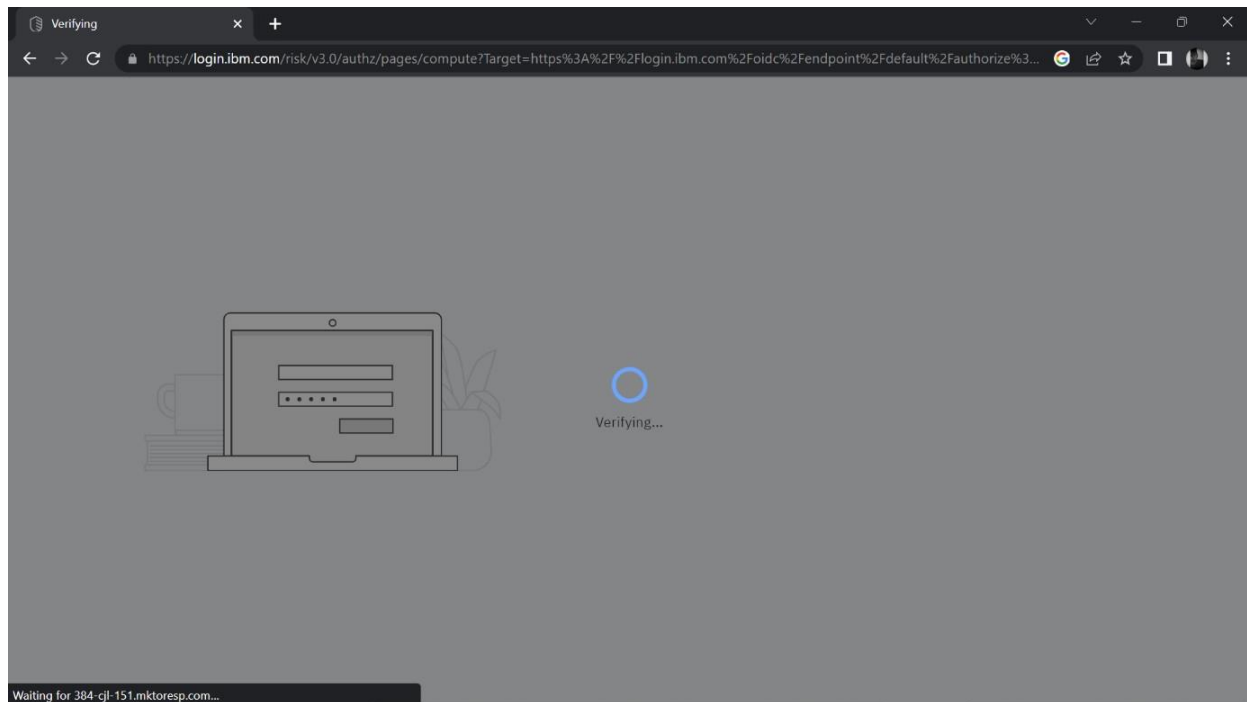 Verifying
https://login.ibm.com/risk/v3.0/authz/pages/compute?Target=https%3A%2F%2Flogin.ibm.com%2Foidc%2Fendpoint%2Fdefault%2Fauthorize%3...
Verifying...
Waiting for 384-cjl-151.mktoresp.com...